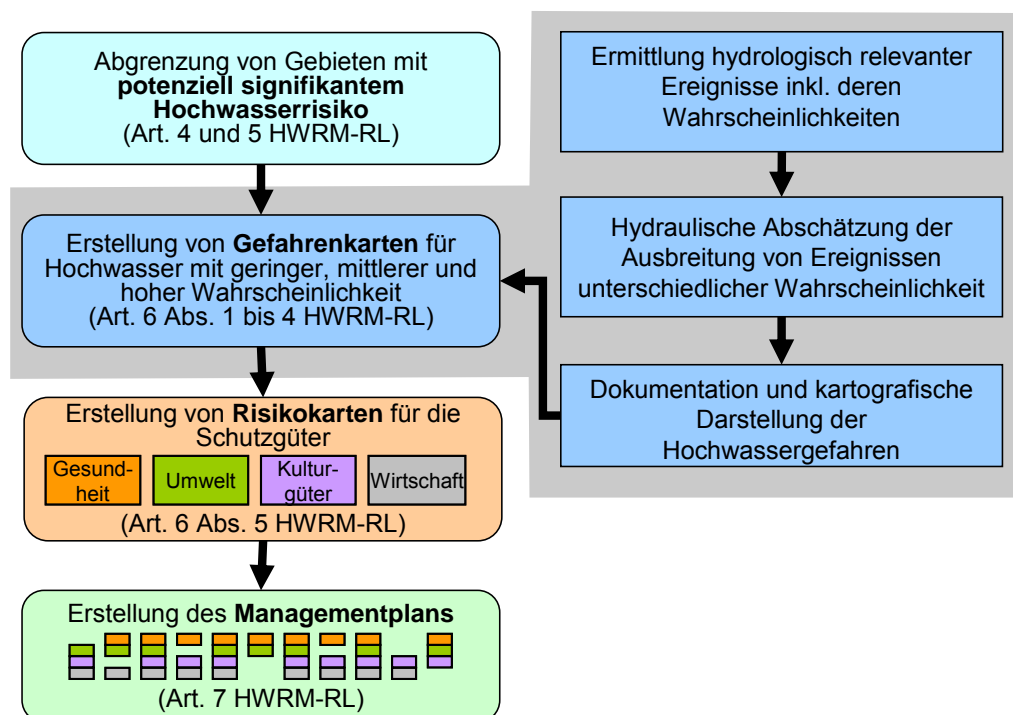 Abgrenzung von Gebieten mit
potenziell signifikantem
Hochwasserrisiko
(Art. 4 und 5 HWRM-RL)
Erstellung von Gefahrenkarten für
Hochwasser mit geringer, mittlerer und
hoher Wahrscheinlichkeit
(Art. 6 Abs. 1 bis 4 HWRM-RL)
Erstellung von Risikokarten für die
Schutzgüter
Gesund-
heit
Umwelt
Kultur-
güter
Wirtschaft
(Art. 6 Abs. 5 HWRM-RL)
Erstellung des Managementplans
(Art. 7 HWRM-RL)
Ermittlung hydrologisch relevanter
Ereignisse inkl. deren
Wahrscheinlichkeiten
Hydraulische Abschätzung der
Ausbreitung von Ereignissen
unterschiedlicher Wahrscheinlichkeit
Dokumentation und kartografische
Darstellung der
Hochwassergefahren